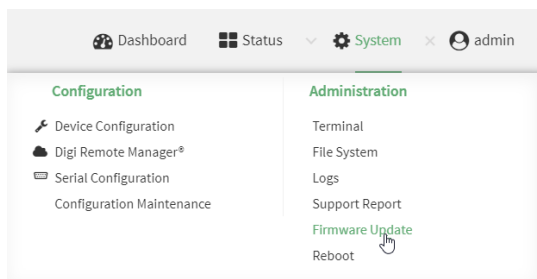 Dashboard Status System admin
Configuration
Device Configuration
Digi Remote Manager®
Serial Configuration
Configuration Maintenance
Administration
Terminal
File System
Logs
Support Report
Firmware Update
Reboot